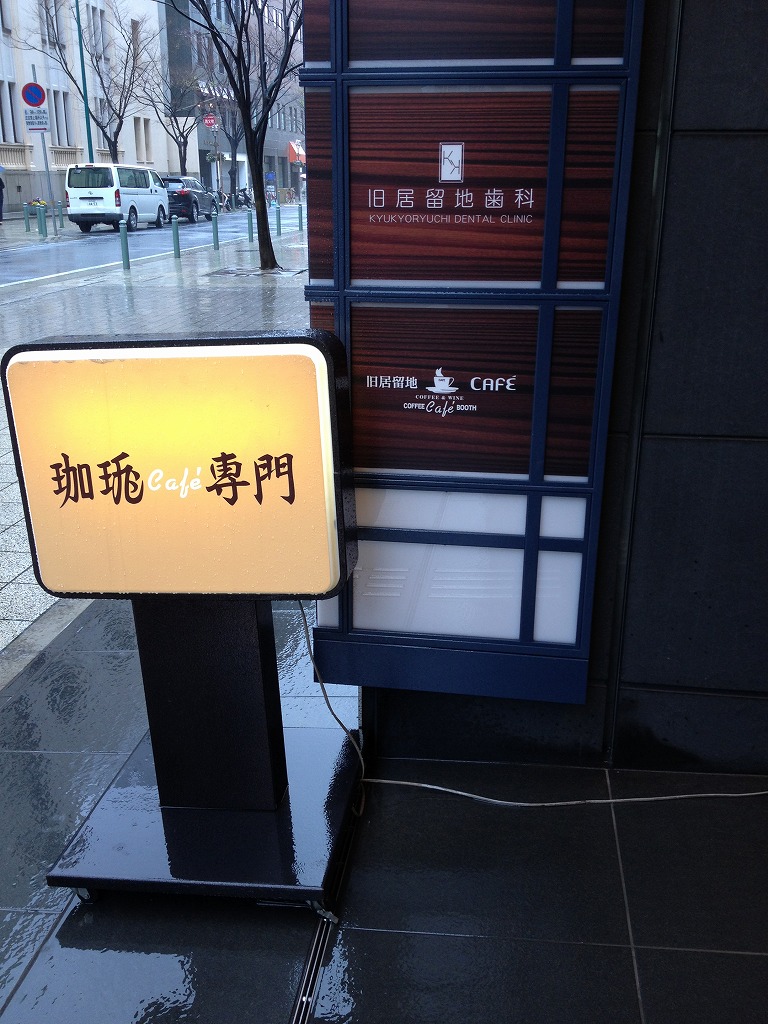 旧居留地歯科
KYUKYORYUCHI DENTAL CLINIC
旧居留地 CAFÉ
COFFEE & WINE
COFFEE Café BOOTH
珈琲 Café 専門